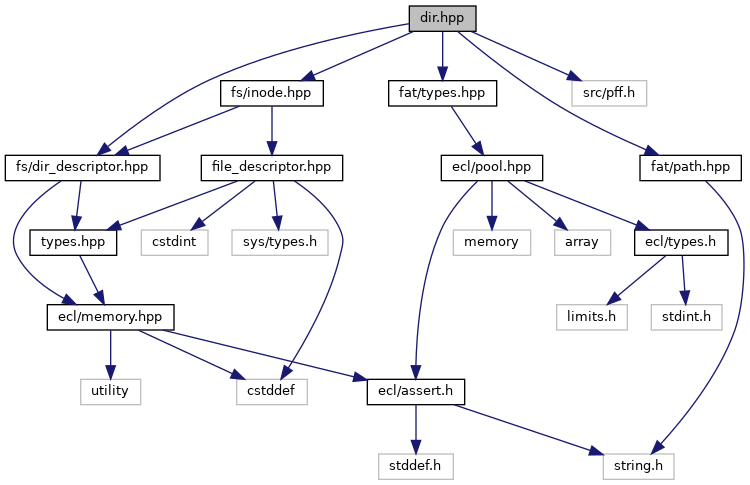 dir.hpp
fs/inode.hpp
fat/types.hpp
src/pff.h
fs/dir_descriptor.hpp
file_descriptor.hpp
ecl/pool.hpp
fat/path.hpp
types.hpp
cstdint
sys/types.h
memory
array
ecl/types.h
ecl/memory.hpp
limits.h
stdint.h
utility
cstddef
ecl/assert.h
stddef.h
string.h